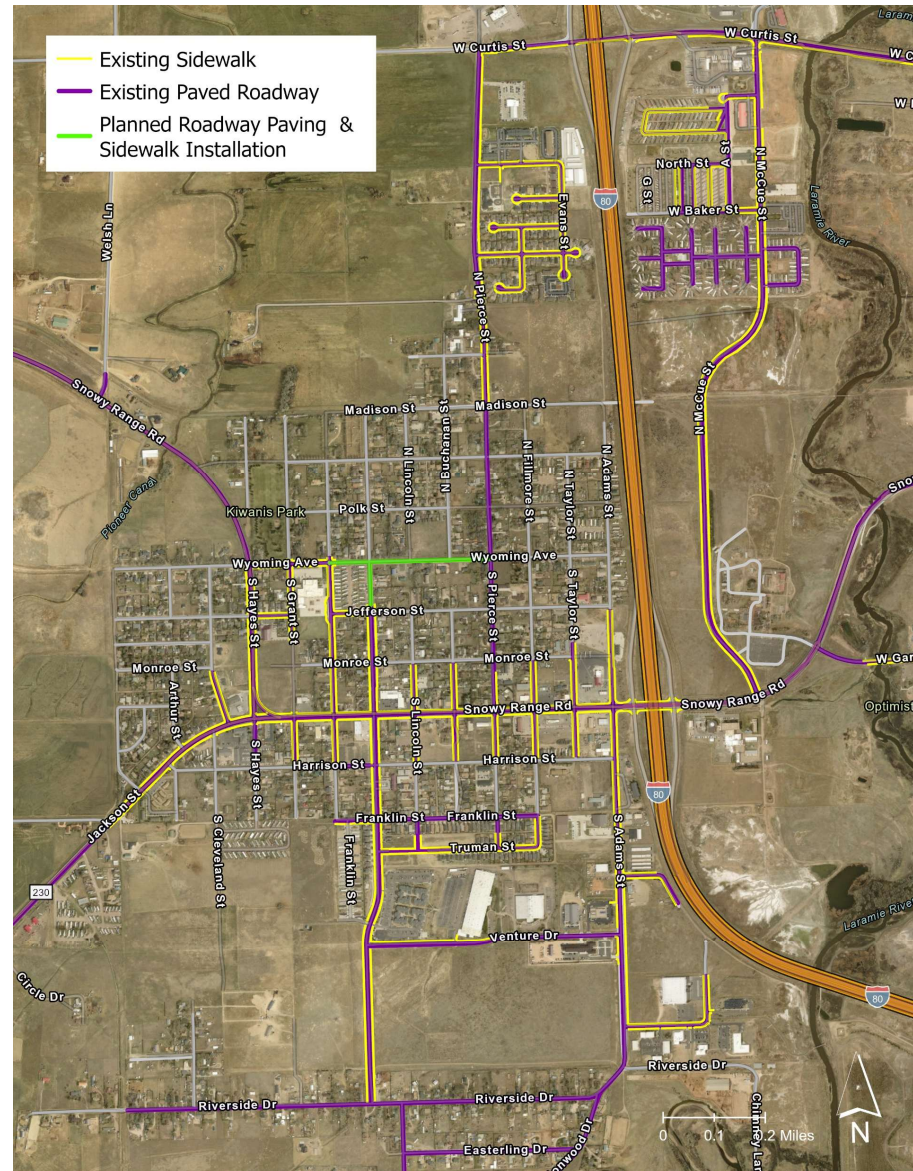 Existing Sidewalk
Existing Paved Roadway
Planned Roadway Paving &
Sidewalk Installation
W Curtis St
W Curtis St
Welsh Ln
North St
A St
G St
N McCue St
80
W Baker St
Laramie River
Evans St
N Pierce St
Snowy Range Rd
N McCue St
Madison St
Madison St
N Buchanan St
N Lincoln St
N Fillmore St
N Taylor St
N Adams St
Kiwanis Park
Polk St
Wyoming Ave
Wyoming Ave
S Hayes St
S Grant St
Jefferson St
S Pierce St
S Taylor St
Monroe St
Monroe St
Monroe St
Arthur St
Snowy Range Rd
Snowy Range Rd
S Lincoln St
S Hayes St
Harrison St
Harrison St
Jackson St
80
Franklin St
Franklin St
Truman St
S Cleveland St
Franklin St
S Adams St
230
Venture Dr
Laramie River
Circle Dr
80
Riverside Dr
Riverside Dr
Riverside Dr
Easterling Dr
0 0.1 0.2 Miles
N